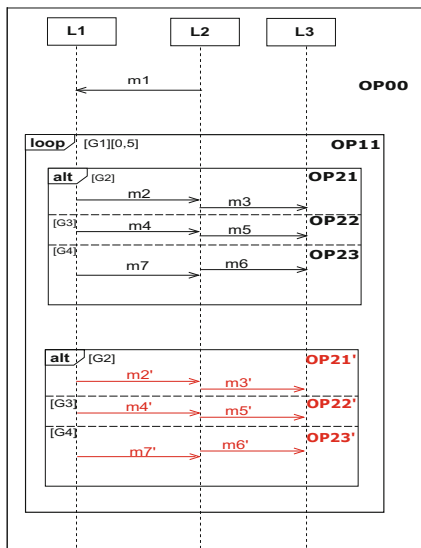 L1 L2 L3
m1
OP00
loop [G1][0,5] OP11
alt [G2] OP21
m2 m3
[G3] m4 m5 OP22
[G4] OP23
m7 m6
alt [G2] OP21'
m2' m3'
[G3] m4' m5' OP22'
[G4] OP23'
m7' m6'